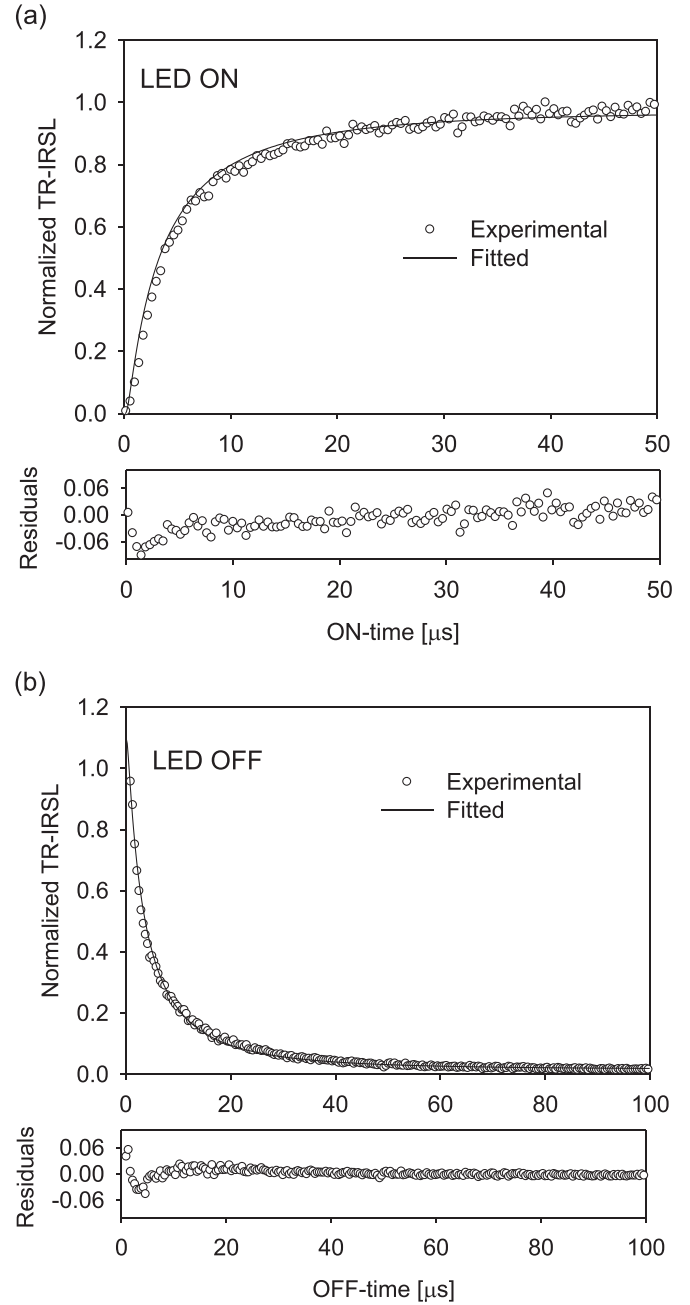 (a)
1.2
LED ON
1.0
0.8
0.6
0.4
0.2
0.0
Normalized TR-IRSL
Experimental
Fitted
0 10 20 30 40 50
0.06
0.00
-0.06
Residuals
0 10 20 30 40 50
ON-time [μs]
(b)
1.2
LED OFF
1.0
0.8
0.6
0.4
0.2
0.0
Normalized TR-IRSL
Experimental
Fitted
0 20 40 60 80 100
0.06
0.00
-0.06
Residuals
0 20 40 60 80 100
OFF-time [μs]